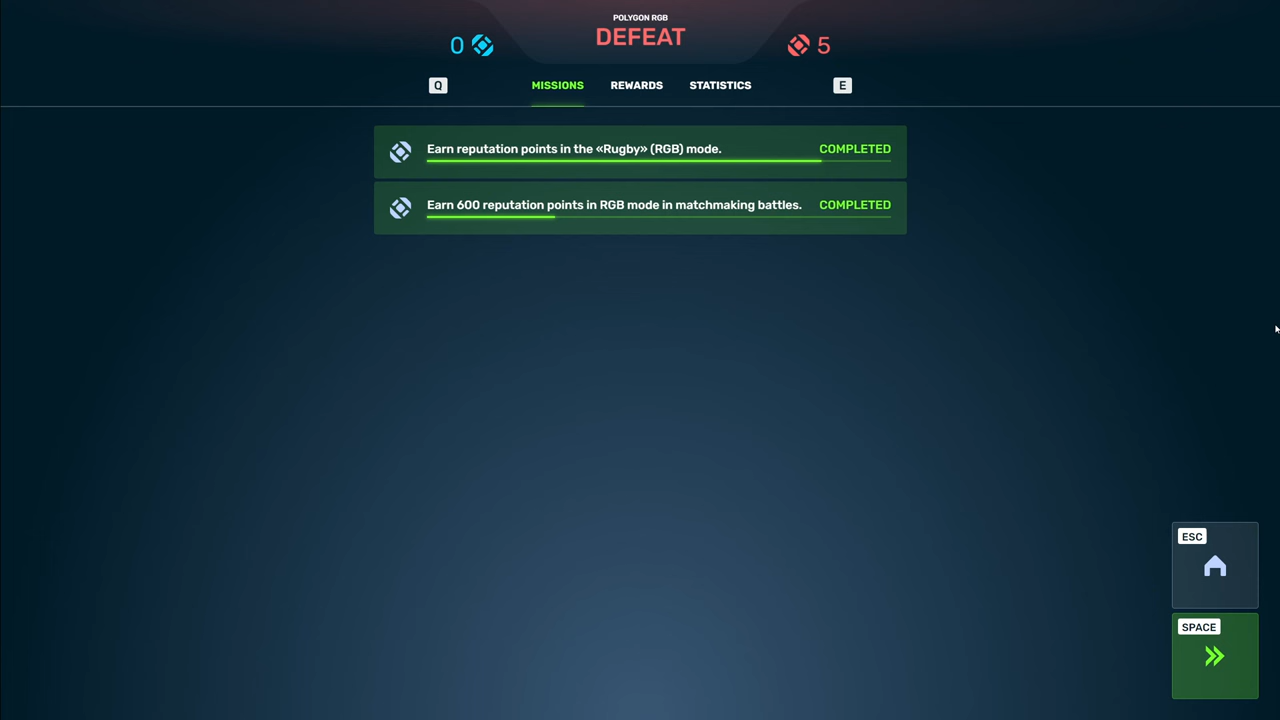 POLYGON RGB
DEFEAT
0
5
Q
MISSIONS
REWARDS
STATISTICS
E
Earn reputation points in the «Rugby» (RGB) mode.
COMPLETED
Earn 600 reputation points in RGB mode in matchmaking battles.
COMPLETED
ESC
SPACE